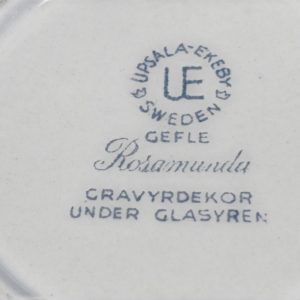 UPSALA-EKEBY
UE
SWEDEN
GEFLE
Rosamunda
GRAVYRDEKOR
UNDER GLASYREN